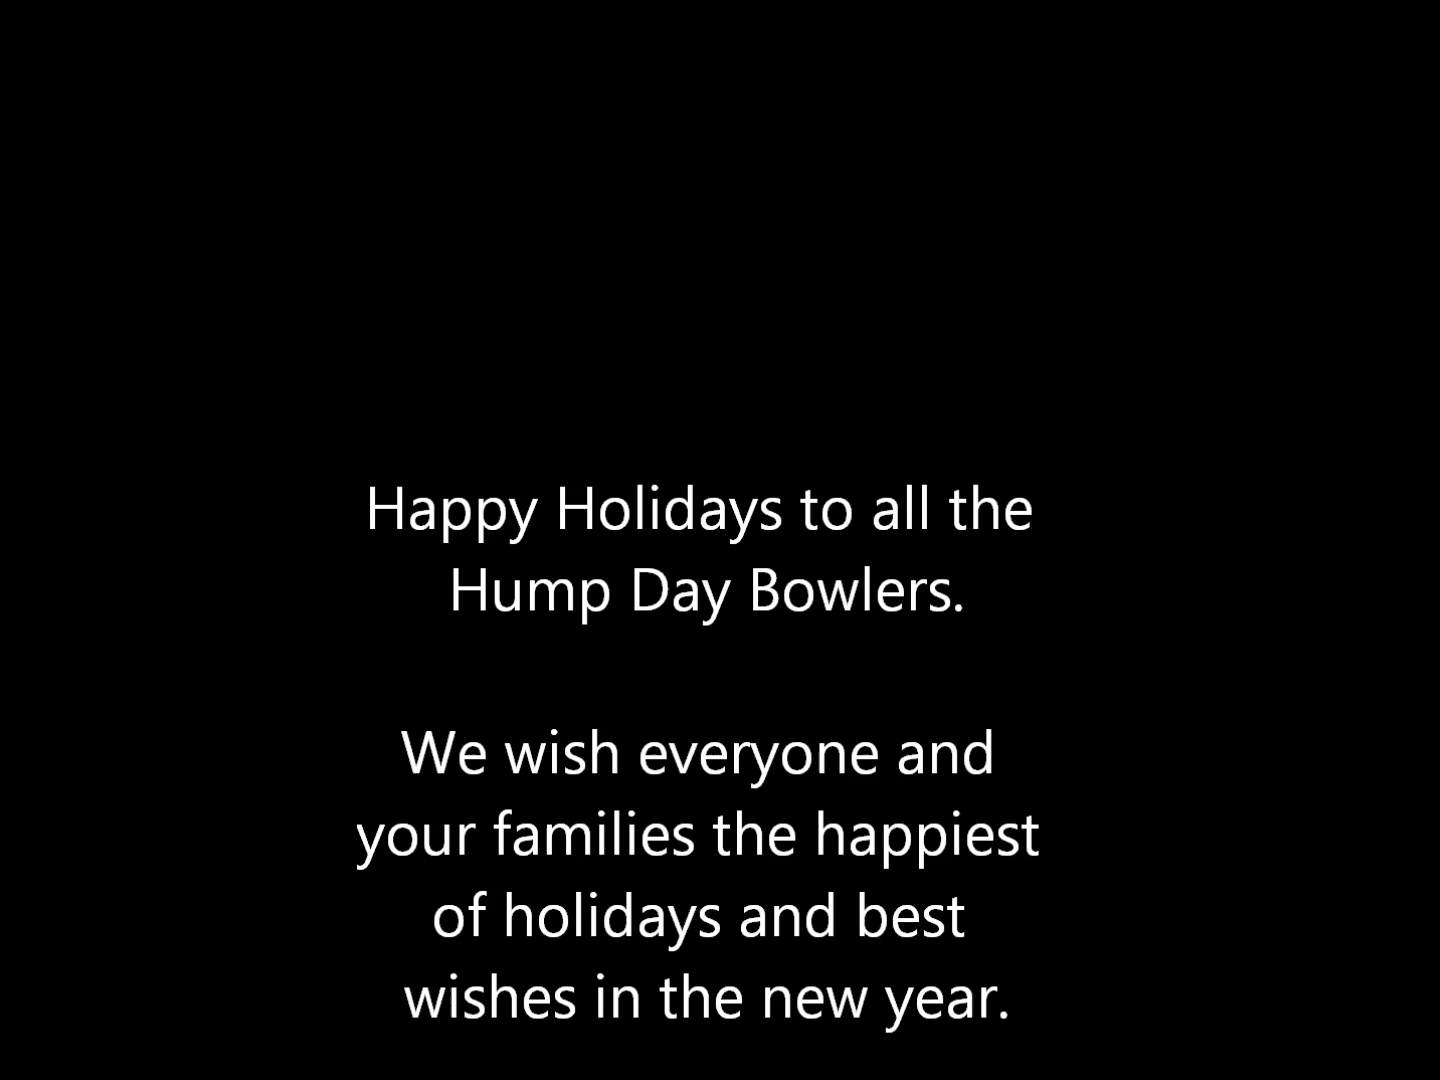 Happy Holidays to all the
Hump Day Bowlers.
We wish everyone and
your families the happiest
of holidays and best
wishes in the new year.